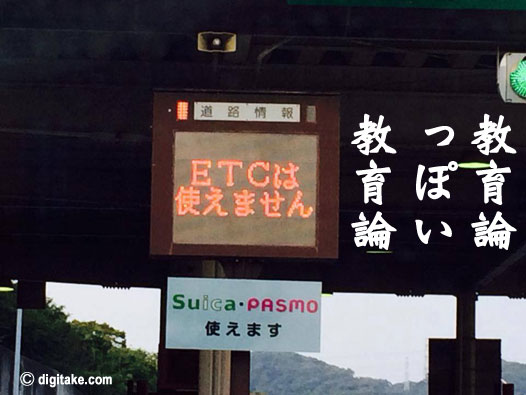 道路情報
ETCは
使えません
Suica・PASMO
使えます
教育論
っぽい
教育論
© digitake.com